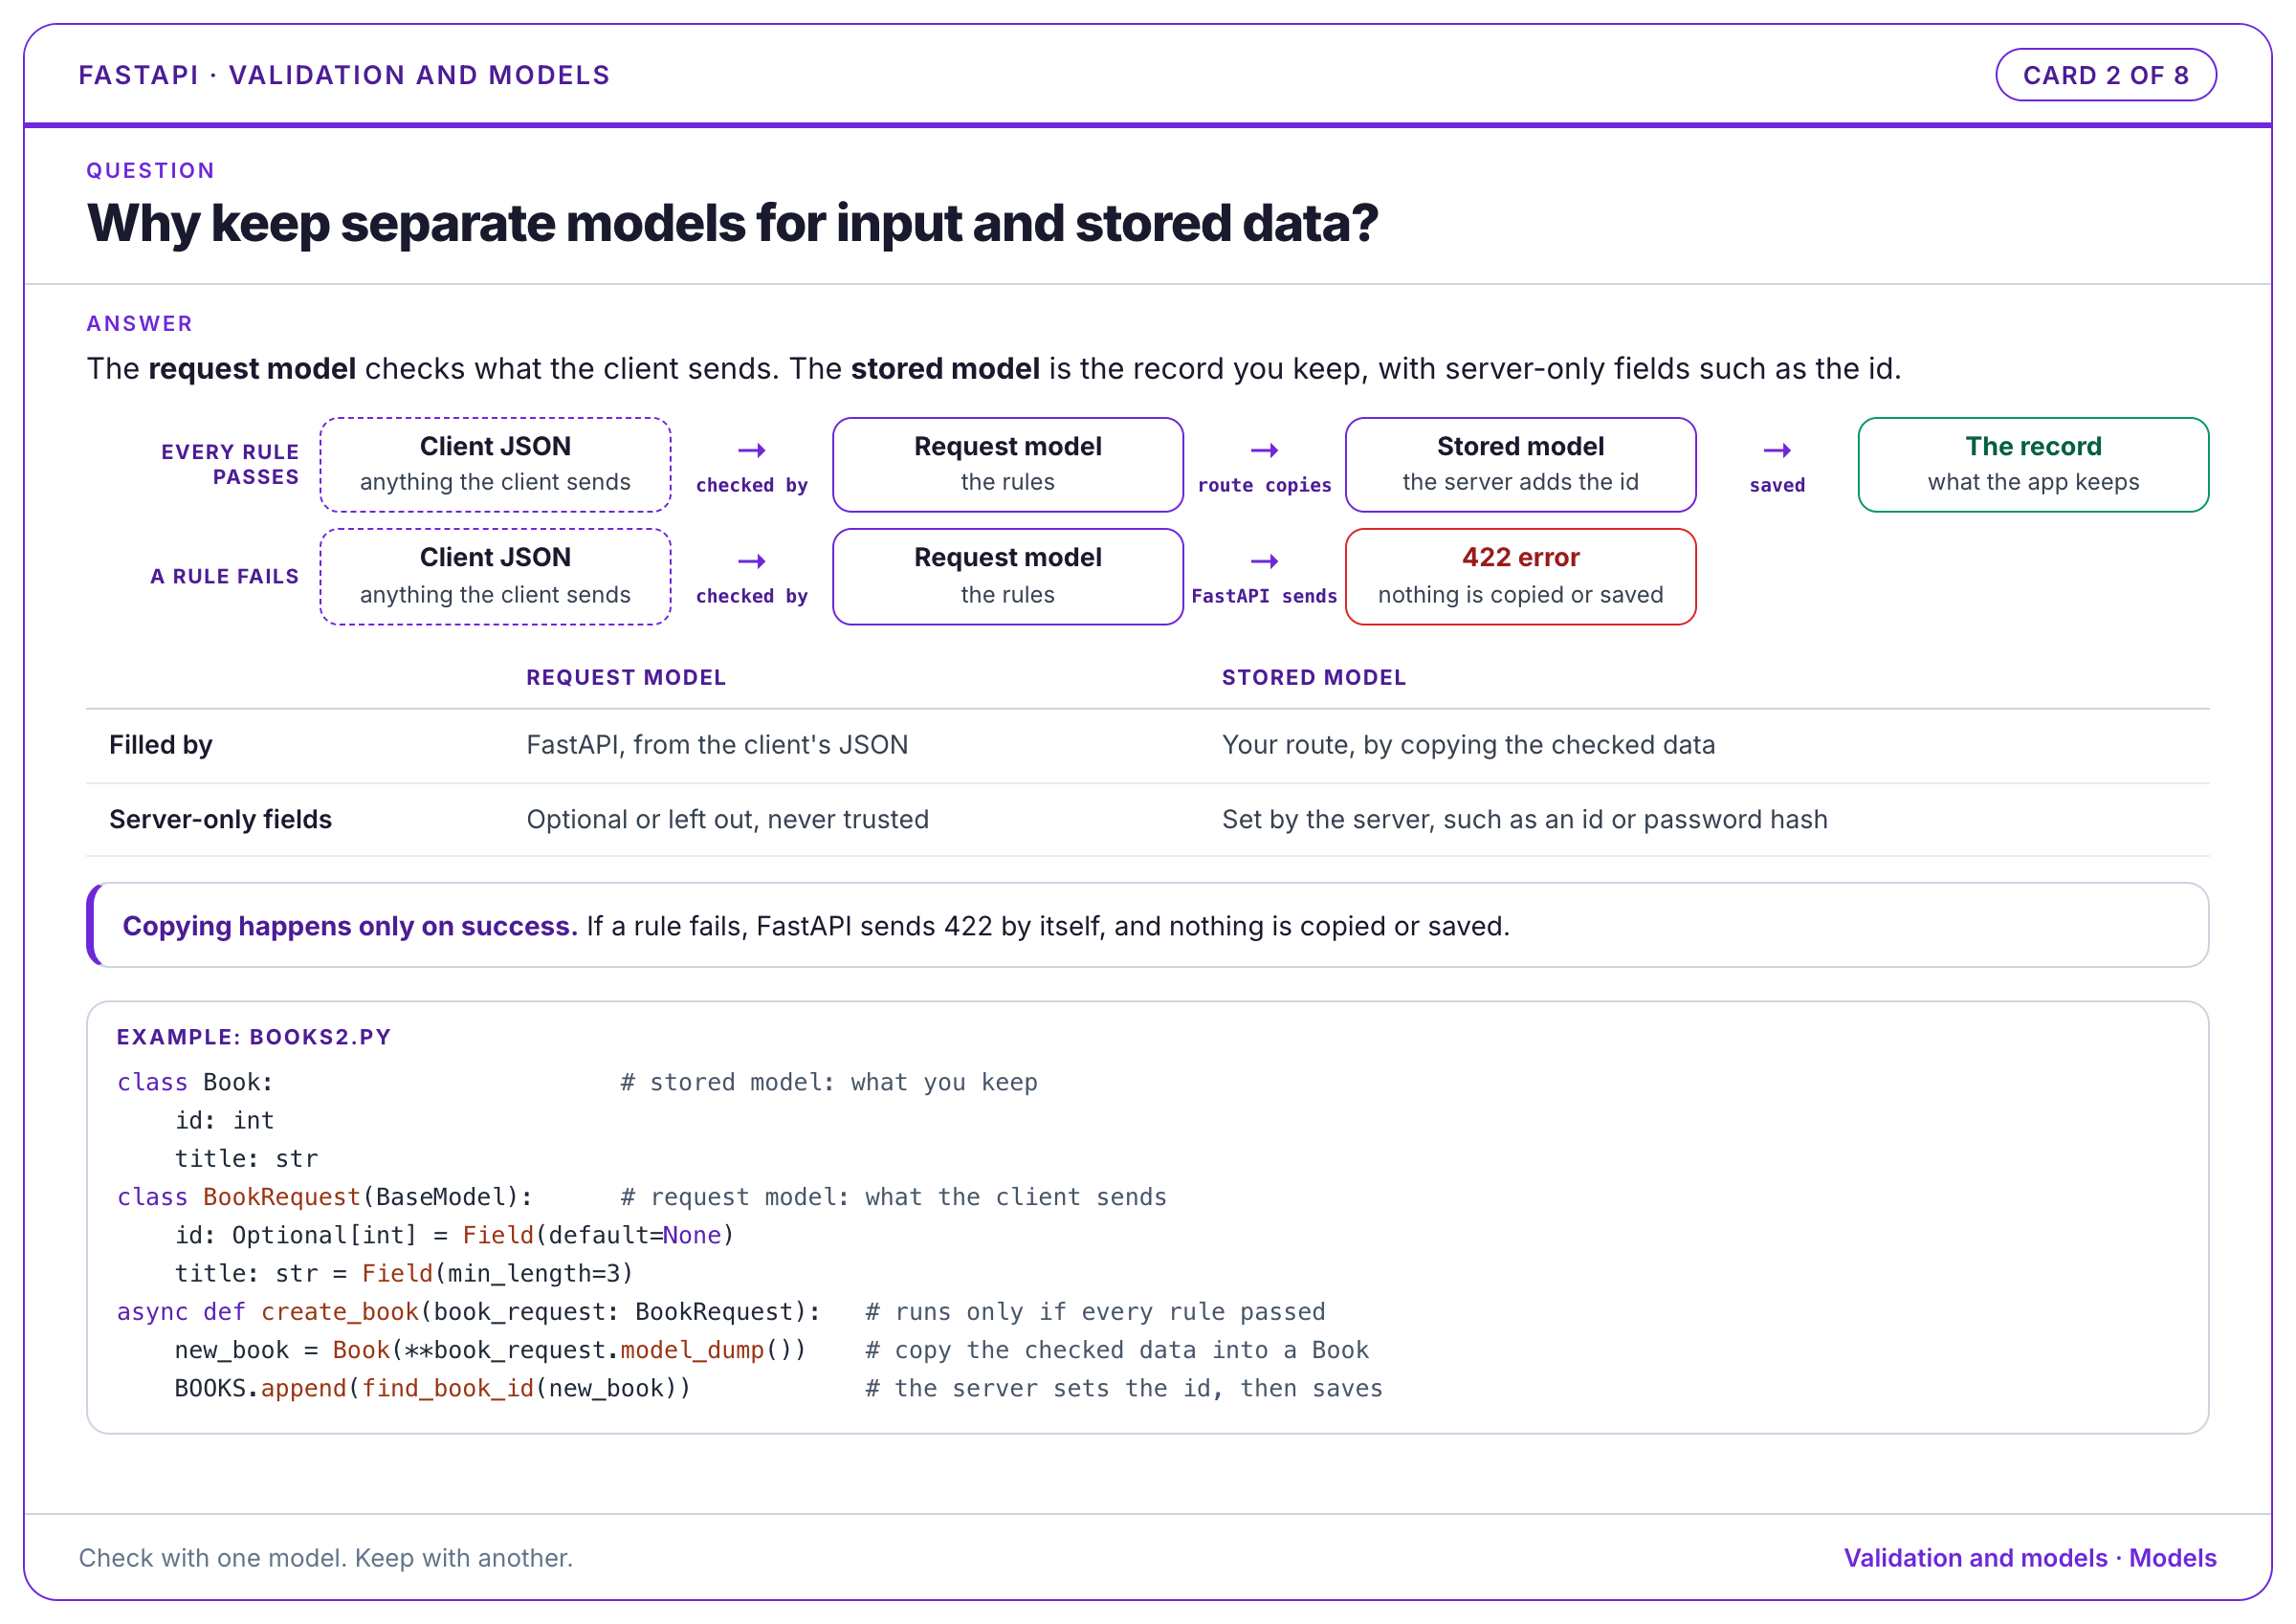 FASTAPI · VALIDATION AND MODELS
CARD 2 OF 8
QUESTION
Why keep separate models for input and stored data?
ANSWER
The request model checks what the client sends. The stored model is the record you keep, with server-only fields such as the id.
EVERY RULE
PASSES
Client JSON
anything the client sends
→
checked by
Request model
the rules
→
route copies
Stored model
the server adds the id
→
saved
The record
what the app keeps
A RULE FAILS
Client JSON
anything the client sends
→
checked by
Request model
the rules
→
FastAPI sends
422 error
nothing is copied or saved
REQUEST MODEL STORED MODEL
Filled by FastAPI, from the client's JSON Your route, by copying the checked data
Server-only fields Optional or left out, never trusted Set by the server, such as an id or password hash
Copying happens only on success. If a rule fails, FastAPI sends 422 by itself, and nothing is copied or saved.
EXAMPLE: BOOKS2.PY
class Book:                        # stored model: what you keep
    id: int
    title: str
class BookRequest(BaseModel):      # request model: what the client sends
    id: Optional[int] = Field(default=None)
    title: str = Field(min_length=3)
async def create_book(book_request: BookRequest):   # runs only if every rule passed
    new_book = Book(**book_request.model_dump())    # copy the checked data into a Book
    BOOKS.append(find_book_id(new_book))            # the server sets the id, then saves
Check with one model. Keep with another.
Validation and models · Models